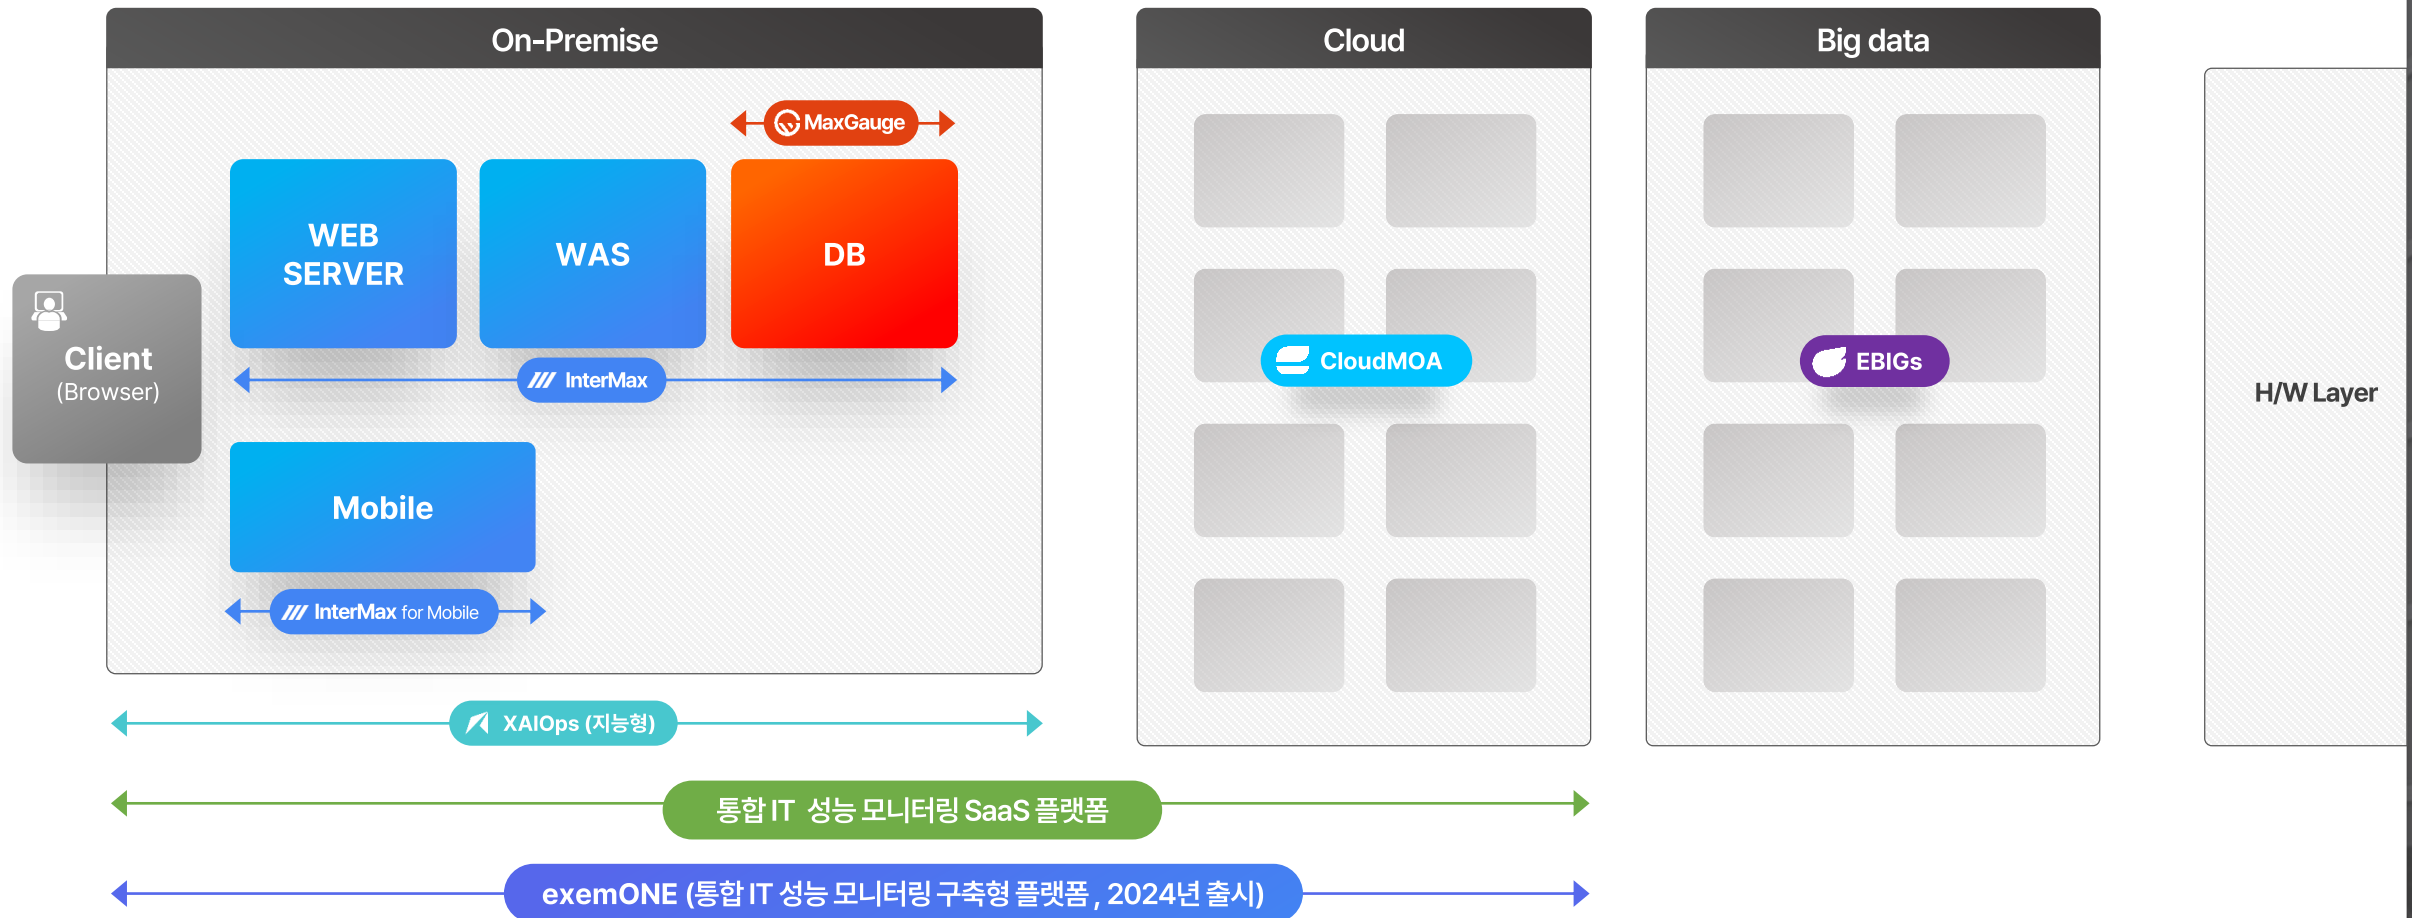 On-Premise
Cloud
Big data
MaxGauge
WEB
SERVER
WAS
DB
Client
(Browser)
InterMax
CloudMOA
EBIGs
H/W Layer
Mobile
InterMax for Mobile
XAIOps (지능형)
통합 IT 성능 모니터링 SaaS 플랫폼
exemONE (통합 IT 성능 모니터링 구축형 플랫폼 , 2024년 출시)